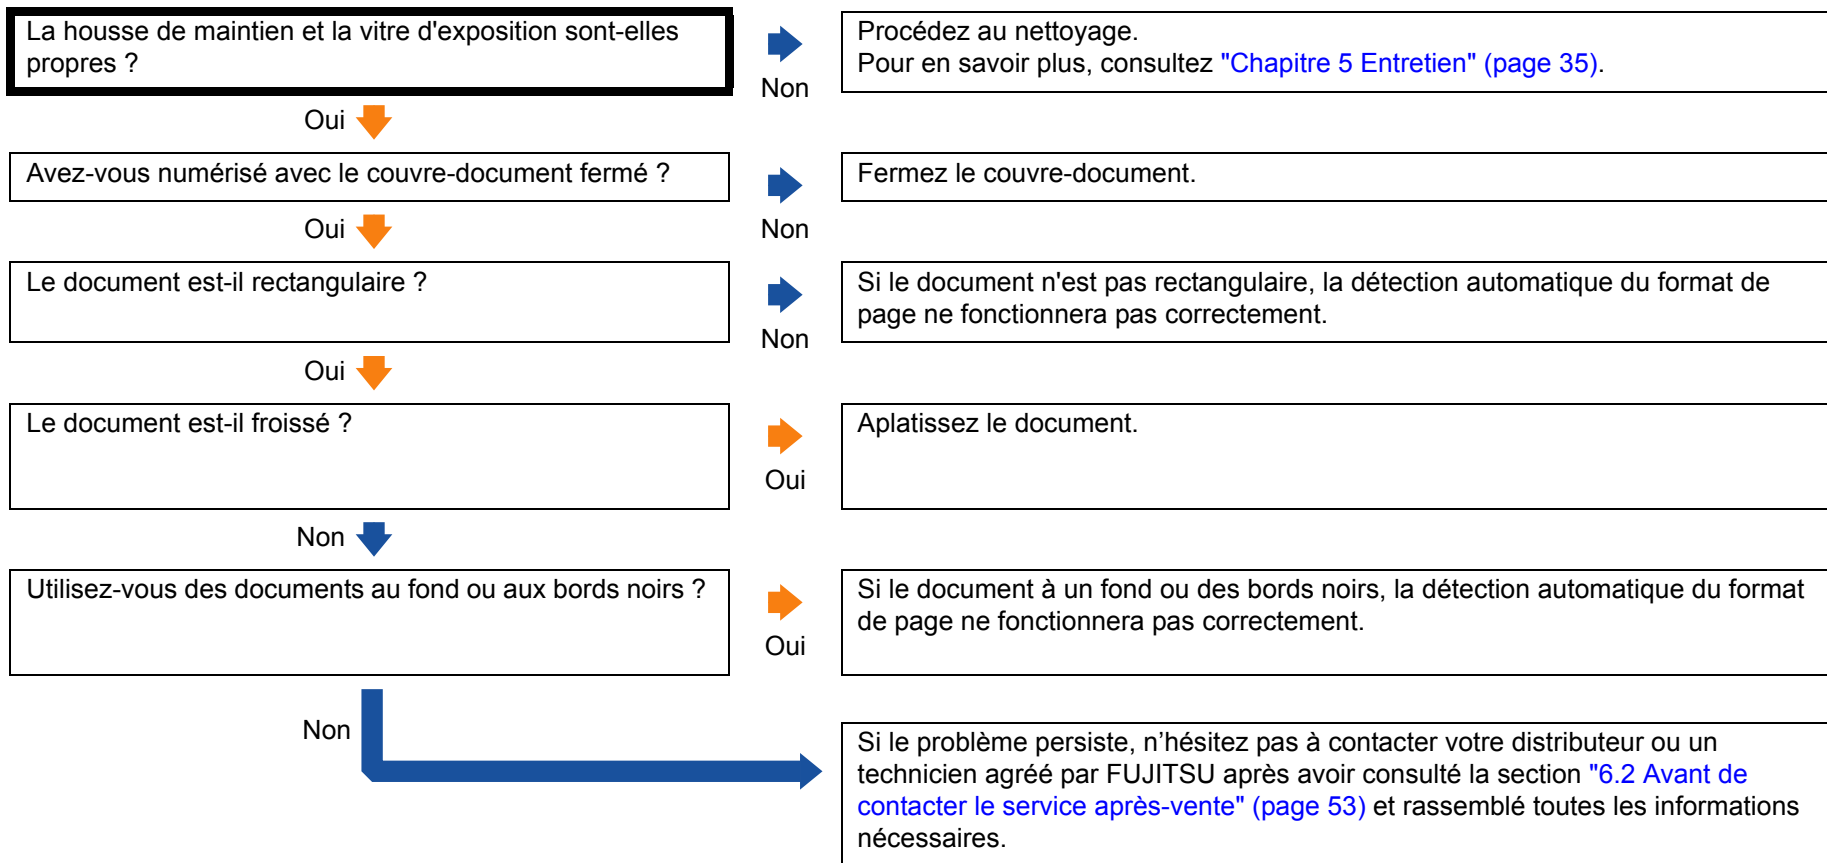 La housse de maintien et la vitre d'exposition sont-elles
propres ?
Non
Procédez au nettoyage.
Pour en savoir plus, consultez "Chapitre 5 Entretien" (page 35).
Oui
Avez-vous numérisé avec le couvre-document fermé ?
Non
Fermez le couvre-document.
Oui
Le document est-il rectangulaire ?
Non
Si le document n'est pas rectangulaire, la détection automatique du format de
page ne fonctionnera pas correctement.
Oui
Le document est-il froissé ?
Oui
Aplatissez le document.
Non
Utilisez-vous des documents au fond ou aux bords noirs ?
Oui
Si le document à un fond ou des bords noirs, la détection automatique du format
de page ne fonctionnera pas correctement.
Non
Si le problème persiste, n’hésitez pas à contacter votre distributeur ou un
technicien agréé par FUJITSU après avoir consulté la section "6.2 Avant de
contacter le service après-vente" (page 53) et rassemblé toutes les informations
nécessaires.